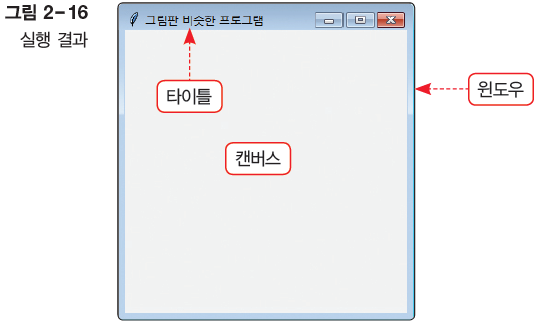 그림 2-16
실행 결과
그림판 비슷한 프로그램
타이틀
윈도우
캔버스